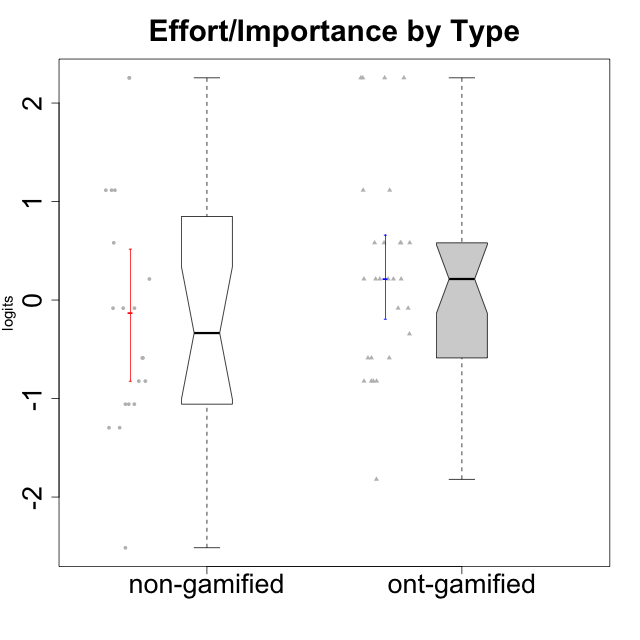 Effort/Importance by Type
logits
2
1
0
-1
-2
non-gamified
ont-gamified